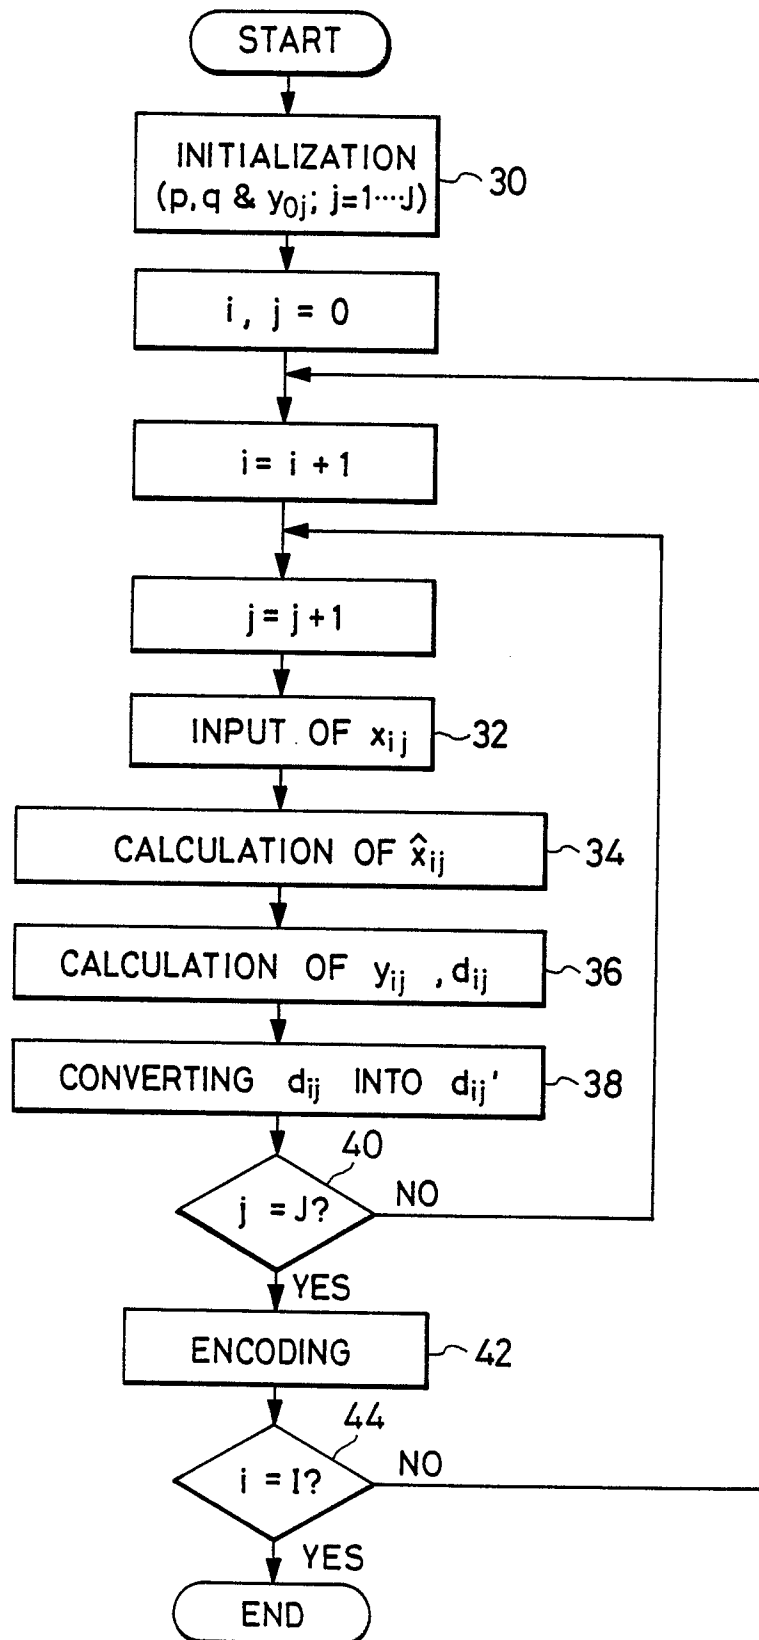 START
INITIALIZATION
(p, q & y0j; j=1····J)
30
i, j = 0
i = i + 1
j = j + 1
INPUT OF xij
32
CALCULATION OF x̂ij
34
CALCULATION OF yij , dij
36
CONVERTING dij INTO dij'
38
40
j = J?
NO
YES
ENCODING
42
44
i = I?
NO
YES
END